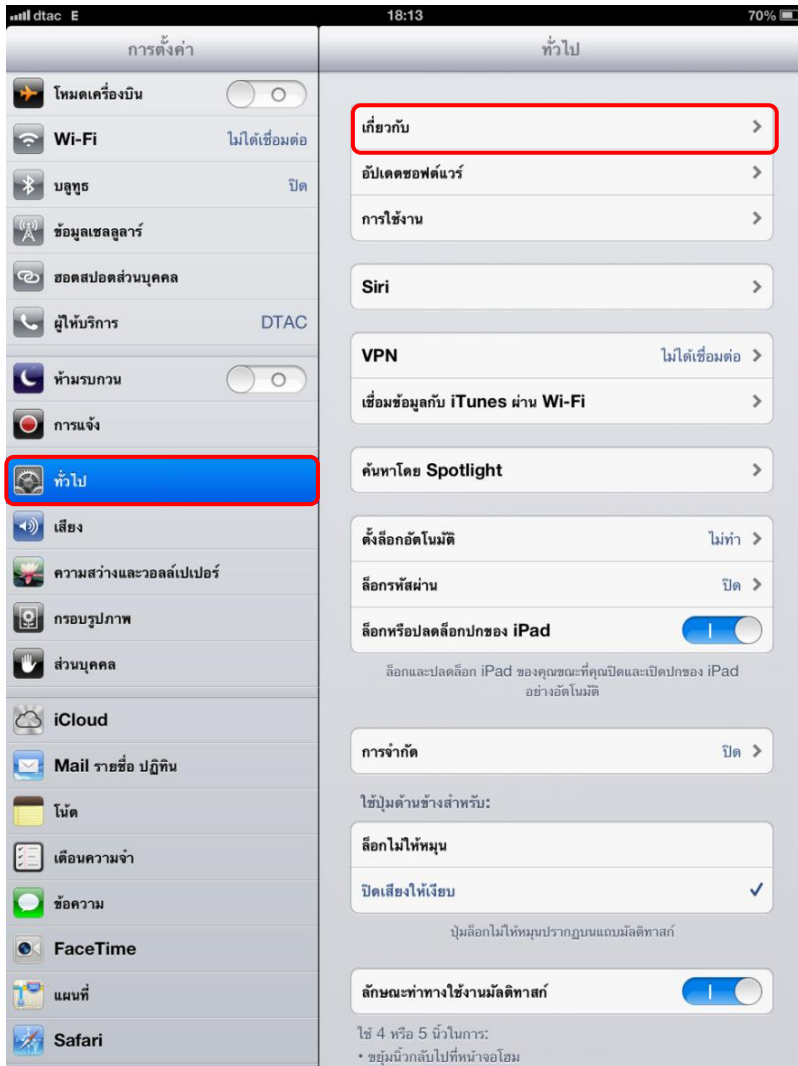 dtac E 18:13 70%
การตั้งค่า
โหมดเครื่องบิน
Wi-Fi ไม่ได้เชื่อมต่อ
บลูทูธ ปิด
ข้อมูลเซลลูลาร์
ฮอตสปอตส่วนบุคคล
ผู้ให้บริการ DTAC
ห้ามรบกวน
การแจ้ง
ทั่วไป
เสียง
ความสว่างและวอลล์เปเปอร์
กรอบรูปภาพ
ส่วนบุคคล
iCloud
Mail รายชื่อ ปฏิทิน
โน้ต
เตือนความจำ
ข้อความ
FaceTime
แผนที่
Safari
ทั่วไป
เกี่ยวกับ
อัปเดตซอฟต์แวร์
การใช้งาน
Siri
VPN ไม่ได้เชื่อมต่อ
เชื่อมข้อมูลกับ iTunes ผ่าน Wi-Fi
ค้นหาโดย Spotlight
ตั้งล็อกอัตโนมัติ ไม่ทำ
ล็อกรหัสผ่าน ปิด
ล็อกหรือปลดล็อกปกของ iPad
ล็อกและปลดล็อก iPad ของคุณขณะที่คุณปิดและเปิดปกของ iPad
อย่างอัตโนมัติ
การจำกัด ปิด
ใช้ปุ่มด้านข้างสำหรับ:
ล็อกไม่ให้หมุน
ปิดเสียงให้เงียบ
ปุ่มล็อกไม่ให้หมุนปรากฏบนแถบมัลติทาสก์
ลักษณะท่าทางใช้งานมัลติทาสก์
ใช้ 4 หรือ 5 นิ้วในการ:
• ขยุ้มนิ้วกลับไปที่หน้าจอโฮม